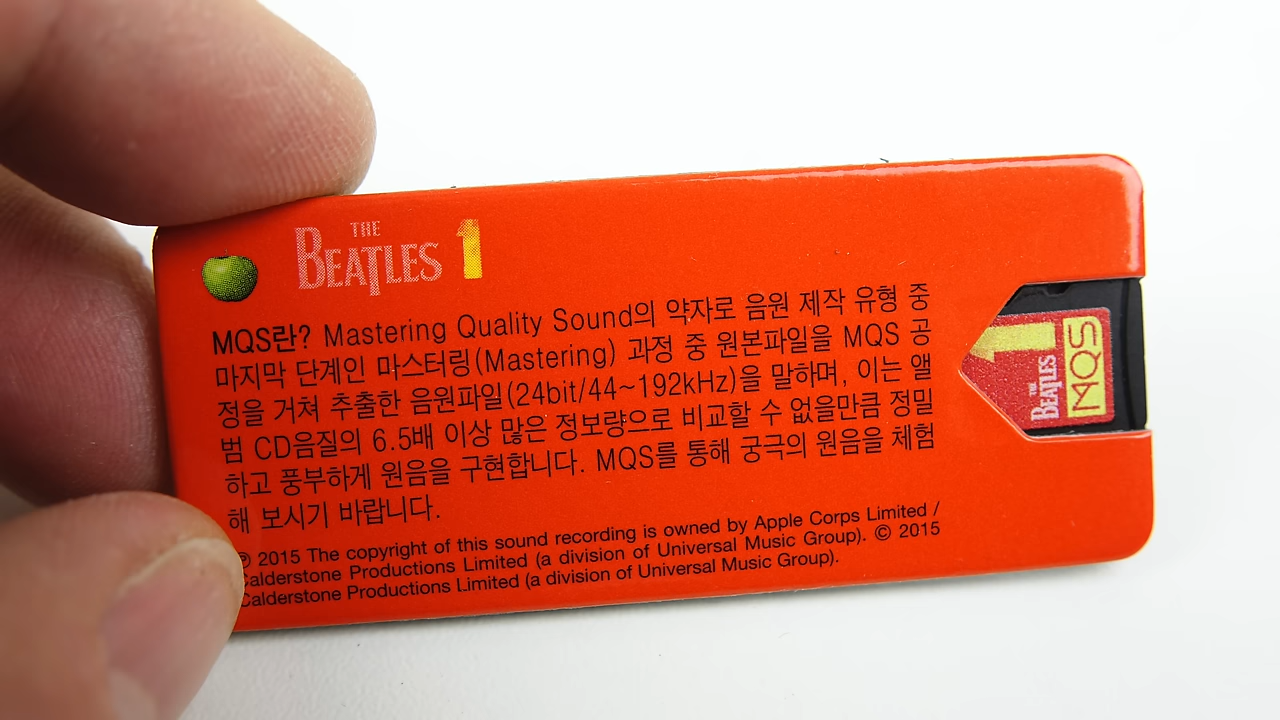 THE
BEATLES 1
MQS란? Mastering Quality Sound의 약자로 음원 제작 유형 중
마지막 단계인 마스터링(Mastering) 과정 중 원본파일을 MQS 공
정을 거쳐 추출한 음원파일(24bit/44~192kHz)을 말하며, 이는 앨
범 CD음질의 6.5배 이상 많은 정보량으로 비교할 수 없을만큼 정밀
하고 풍부하게 원음을 구현합니다. MQS를 통해 궁극의 원음을 체험
해 보시기 바랍니다.
℗ 2015 The copyright of this sound recording is owned by Apple Corps Limited /
Calderstone Productions Limited (a division of Universal Music Group). © 2015
Calderstone Productions Limited (a division of Universal Music Group).
1
THE
BEATLES
MQS